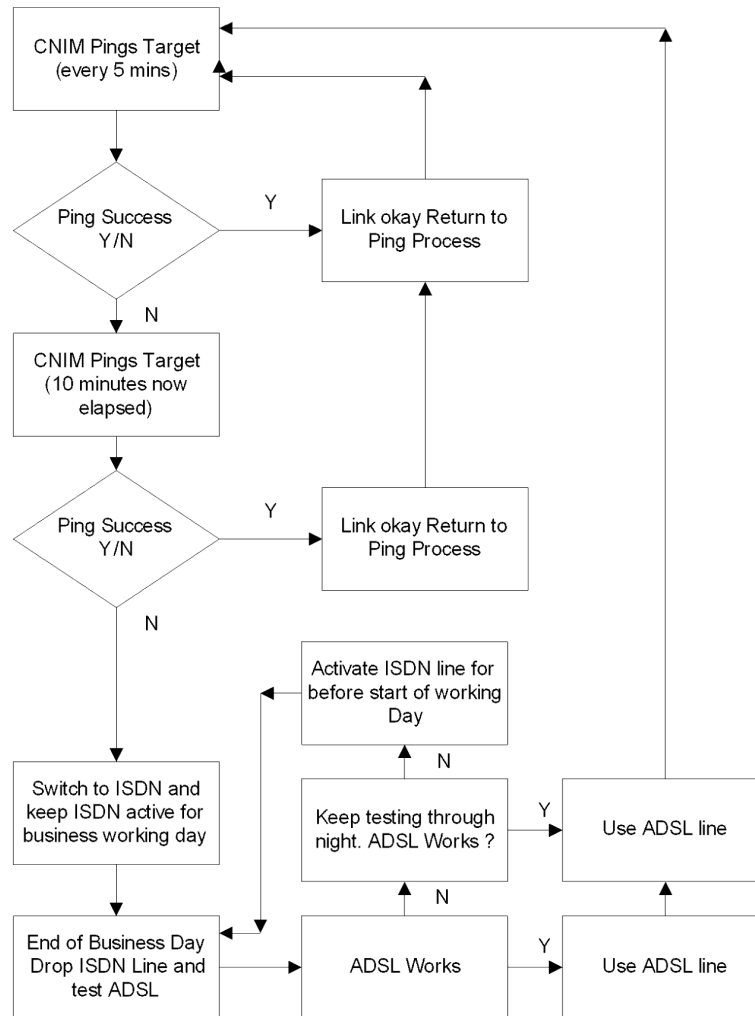 CNIM Pings Target
(every 5 mins)
Ping Success
Y/N
Y
Link okay Return to
Ping Process
N
CNIM Pings Target
(10 minutes now
elapsed)
Ping Success
Y/N
Y
Link okay Return to
Ping Process
N
Activate ISDN line for
before start of working
Day
N
Switch to ISDN and
keep ISDN active for
business working day
Keep testing through
night. ADSL Works ?
Y
Use ADSL line
N
End of Business Day
Drop ISDN Line and
test ADSL
ADSL Works
Y
Use ADSL line